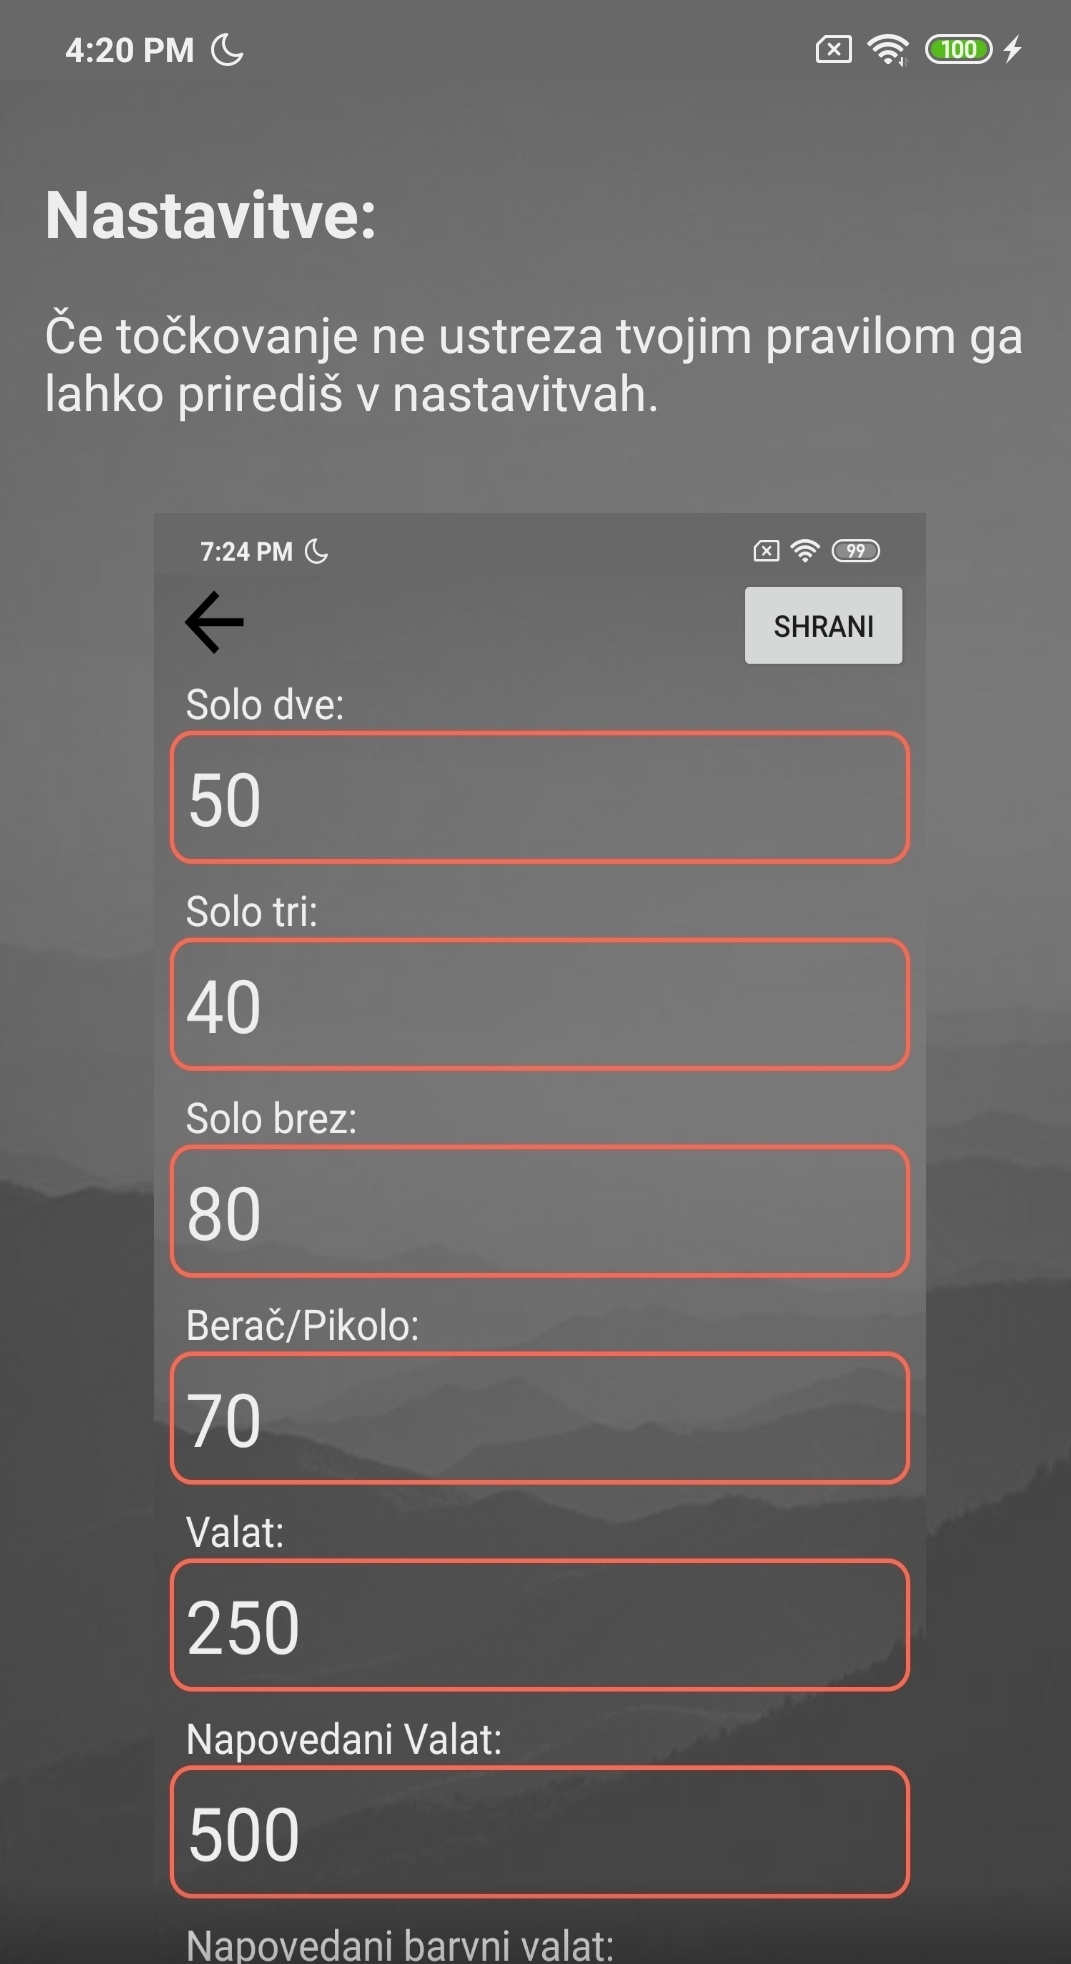 4:20 PM
100
Nastavitve:
Če točkovanje ne ustreza tvojim pravilom ga
lahko prirediš v nastavitvah.
7:24 PM
99
SHRANI
Solo dve:
50
Solo tri:
40
Solo brez:
80
Berač/Pikolo:
70
Valat:
250
Napovedani Valat:
500
Napovedani barvni valat: